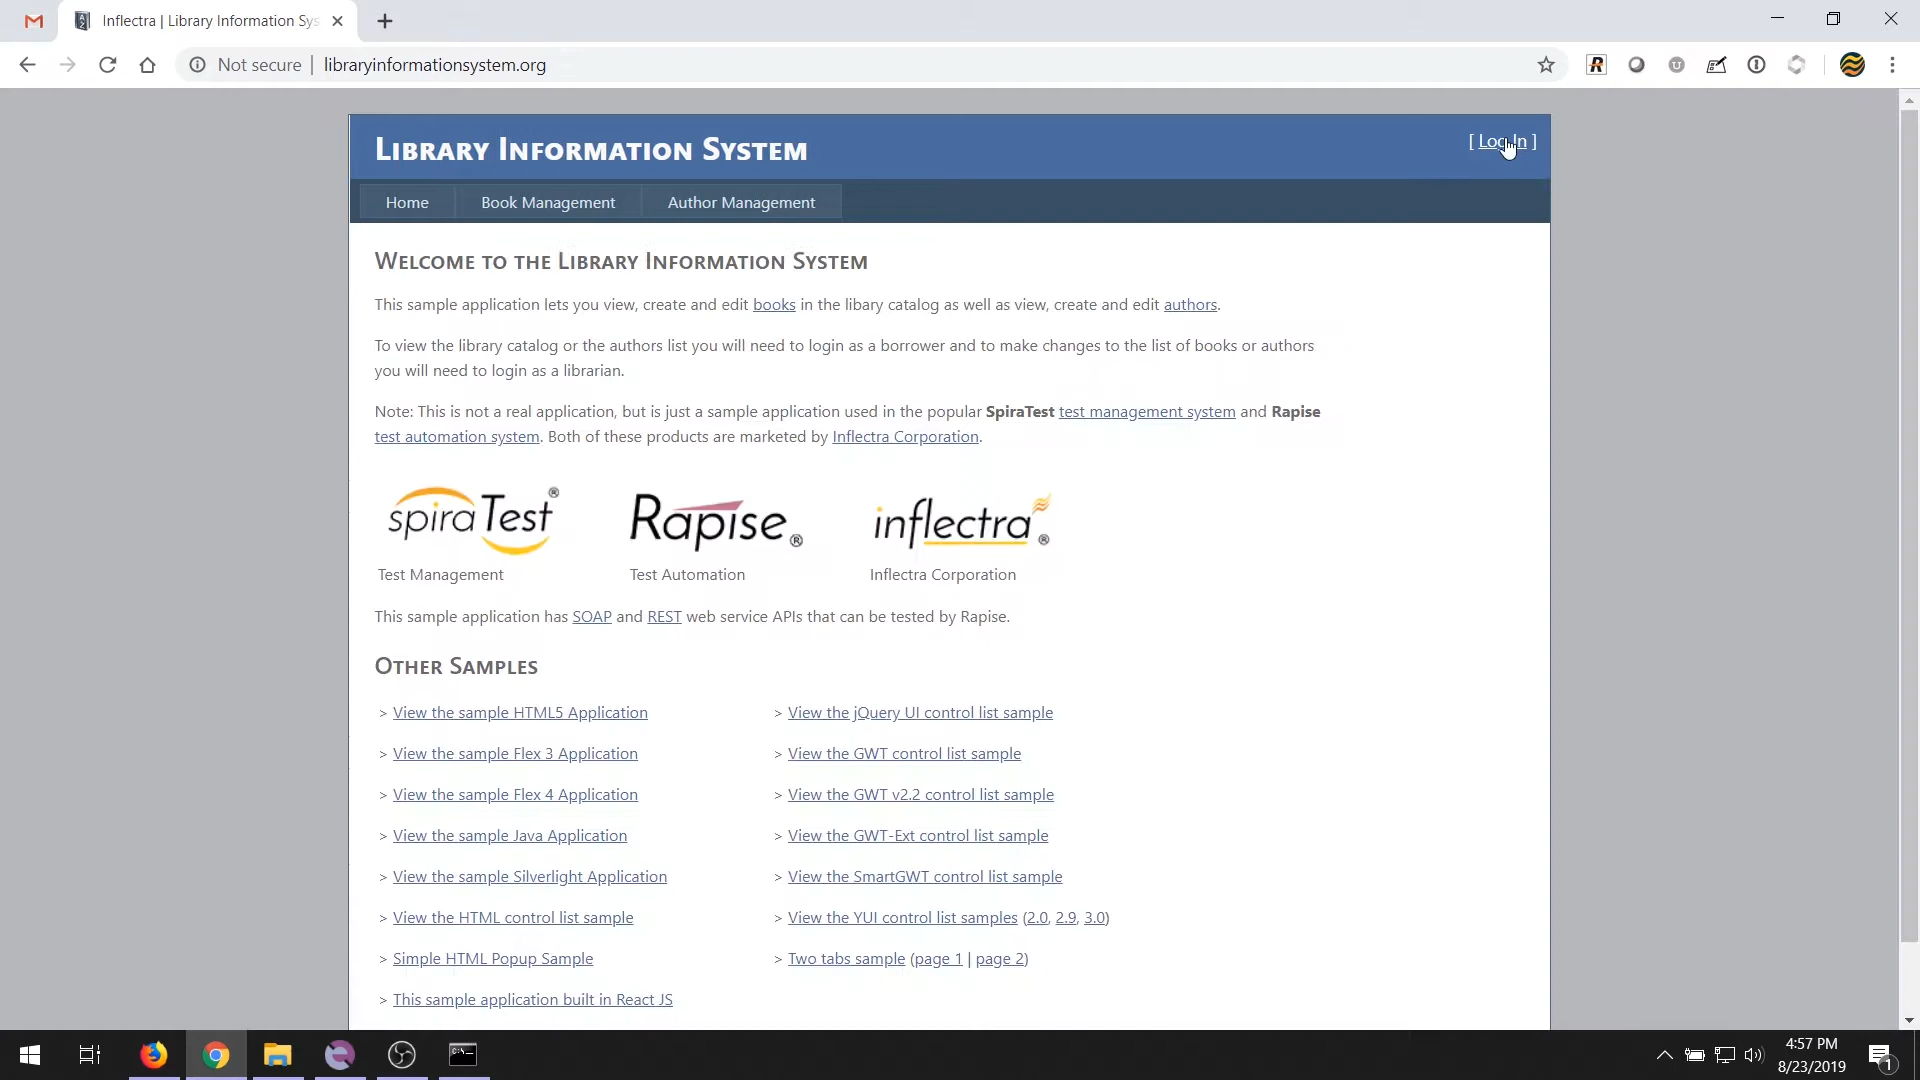 Inflectra | Library Information Sys
Not secure | libraryinformationsystem.org
Library Information System
[ Log In ]
Home
Book Management
Author Management
Welcome to the Library Information System
This sample application lets you view, create and edit books in the libary catalog as well as view, create and edit authors.
To view the library catalog or the authors list you will need to login as a borrower and to make changes to the list of books or authors
you will need to login as a librarian.
Note: This is not a real application, but is just a sample application used in the popular SpiraTest test management system and Rapise
test automation system. Both of these products are marketed by Inflectra Corporation.
spiraTest®
Rapise®
inflectra®
Test Management
Test Automation
Inflectra Corporation
This sample application has SOAP and REST web service APIs that can be tested by Rapise.
Other Samples
> View the sample HTML5 Application
> View the jQuery UI control list sample
> View the sample Flex 3 Application
> View the GWT control list sample
> View the sample Flex 4 Application
> View the GWT v2.2 control list sample
> View the sample Java Application
> View the GWT-Ext control list sample
> View the sample Silverlight Application
> View the SmartGWT control list sample
> View the HTML control list sample
> View the YUI control list samples (2.0, 2.9, 3.0)
> Simple HTML Popup Sample
> Two tabs sample (page 1 | page 2)
> This sample application built in React JS
4:57 PM
8/23/2019
1